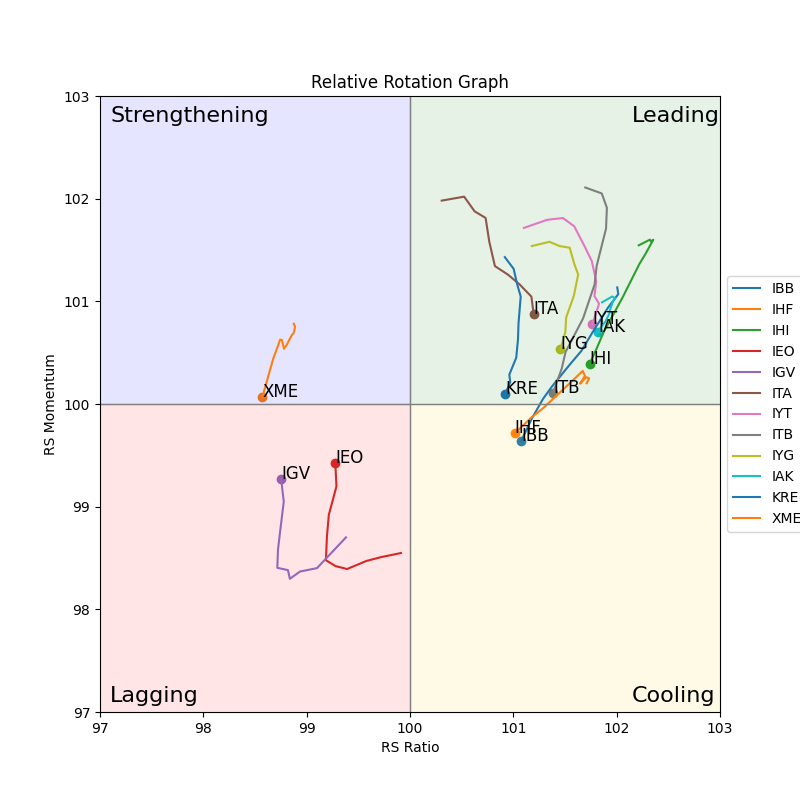 Relative Rotation Graph
Strengthening
Leading
Lagging
Cooling
RS Momentum
RS Ratio
103
102
101
100
99
98
97
97
98
99
100
101
102
103
ITA
IYT
IAK
IYG
IHI
KRE
ITB
XME
IHF
IBB
IEO
IGV
IBB
IHF
IHI
IEO
IGV
ITA
IYT
ITB
IYG
IAK
KRE
XME